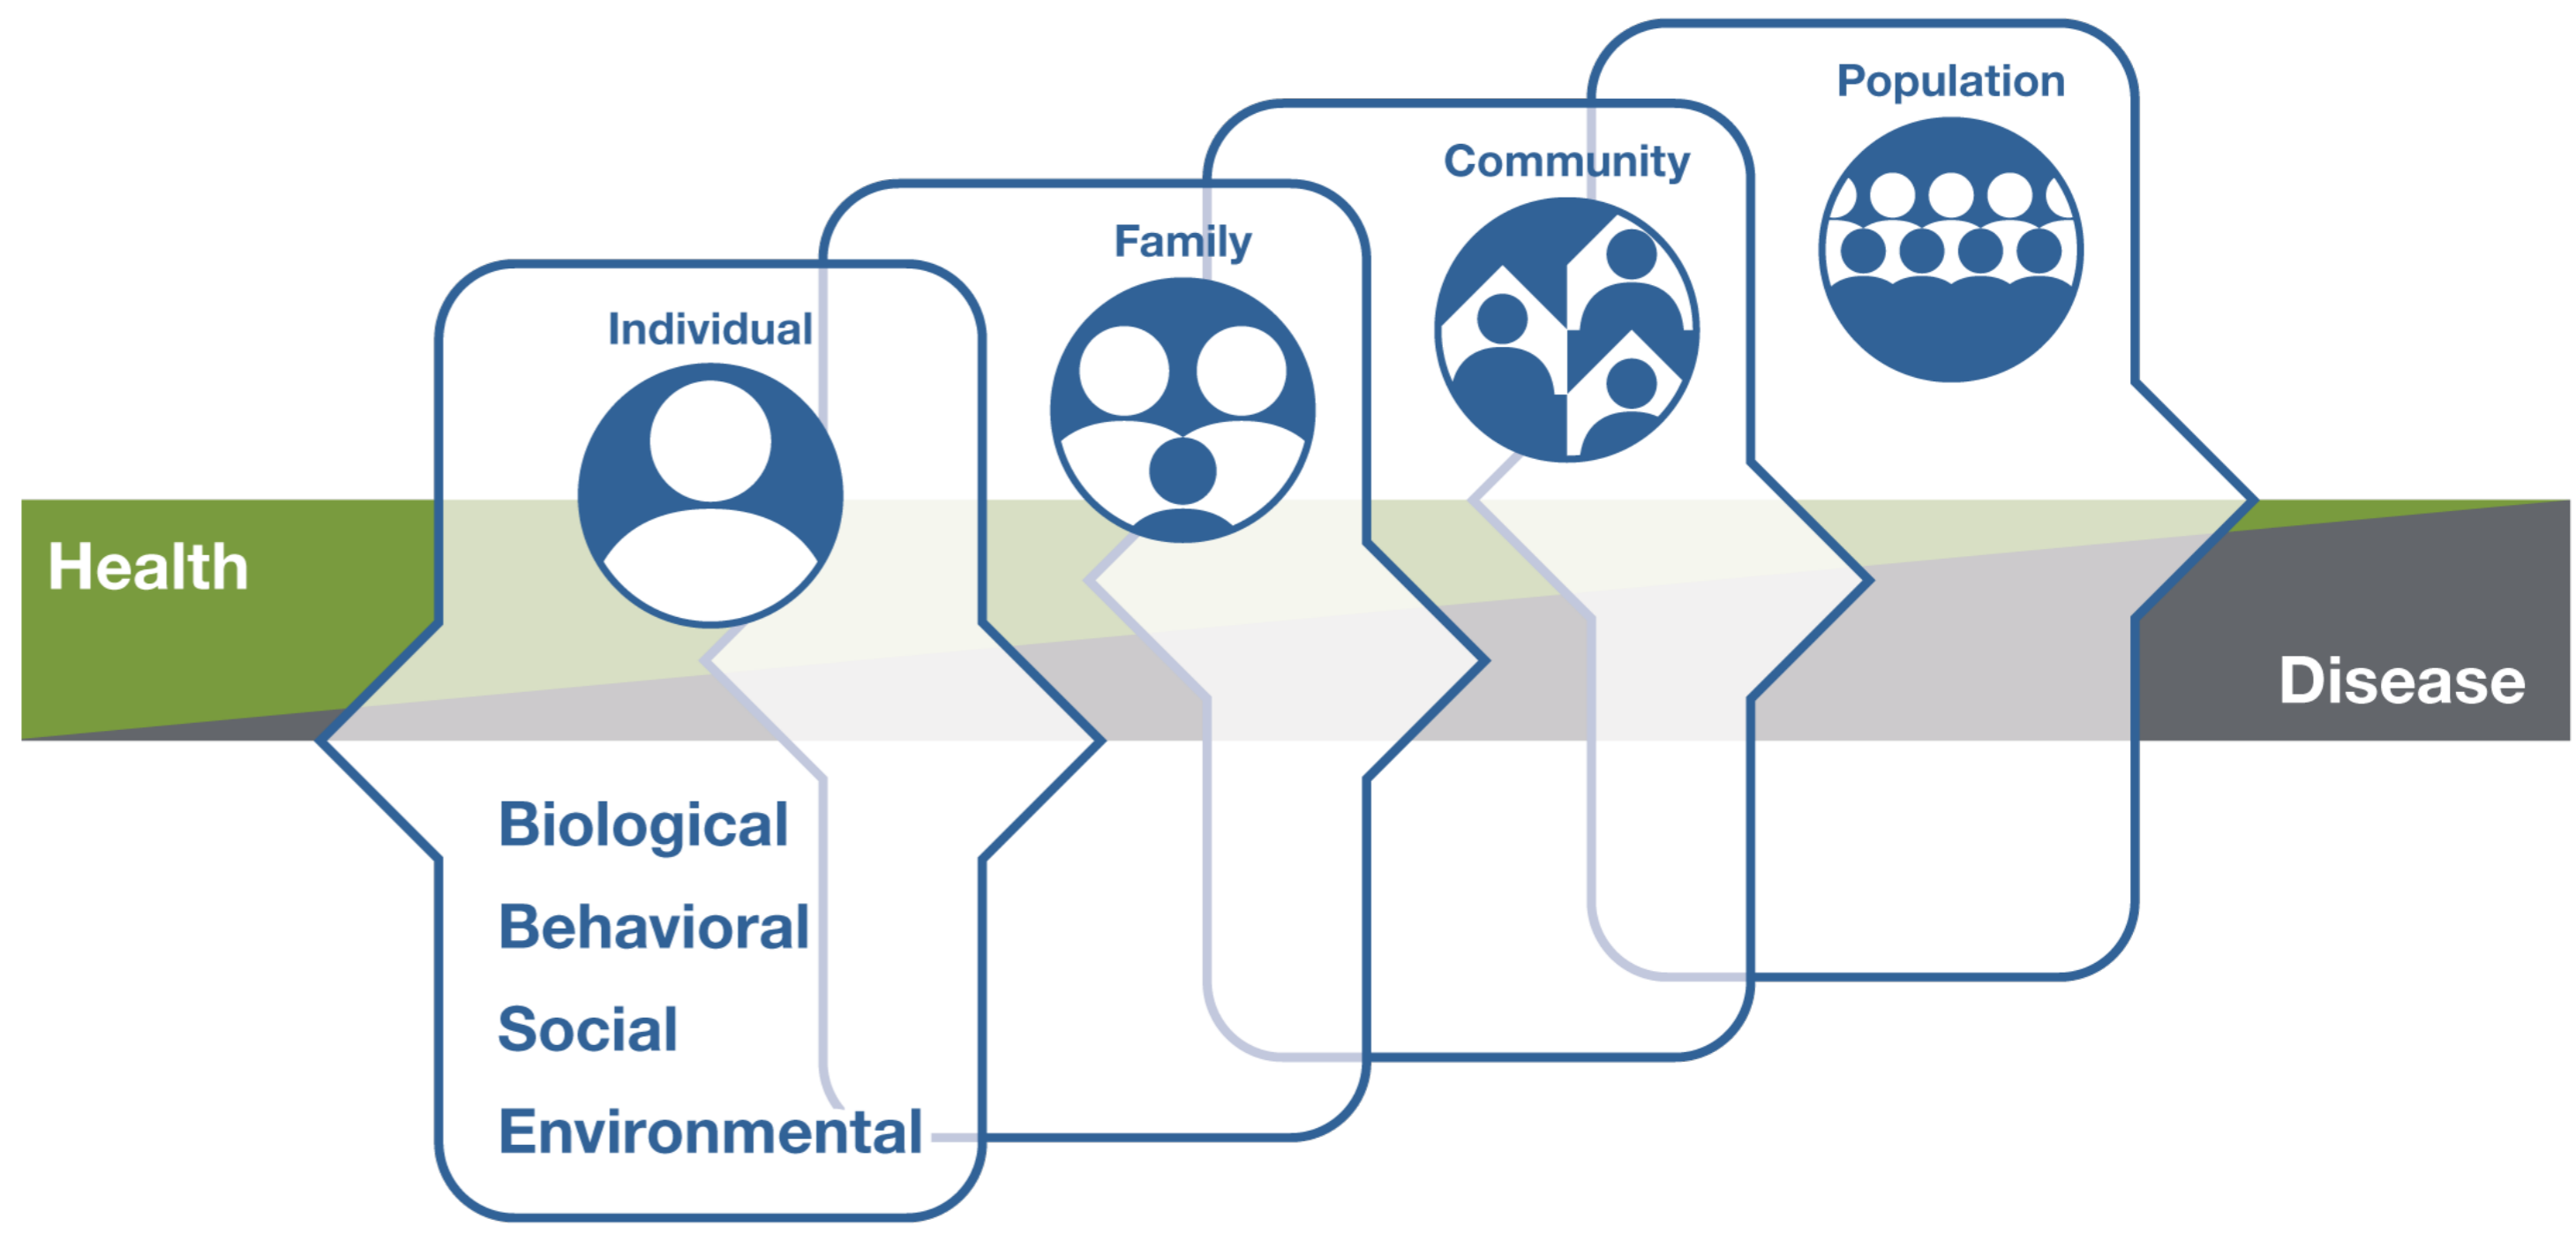 Population
Community
Family
Individual
Health
Disease
Biological
Behavioral
Social
Environmental